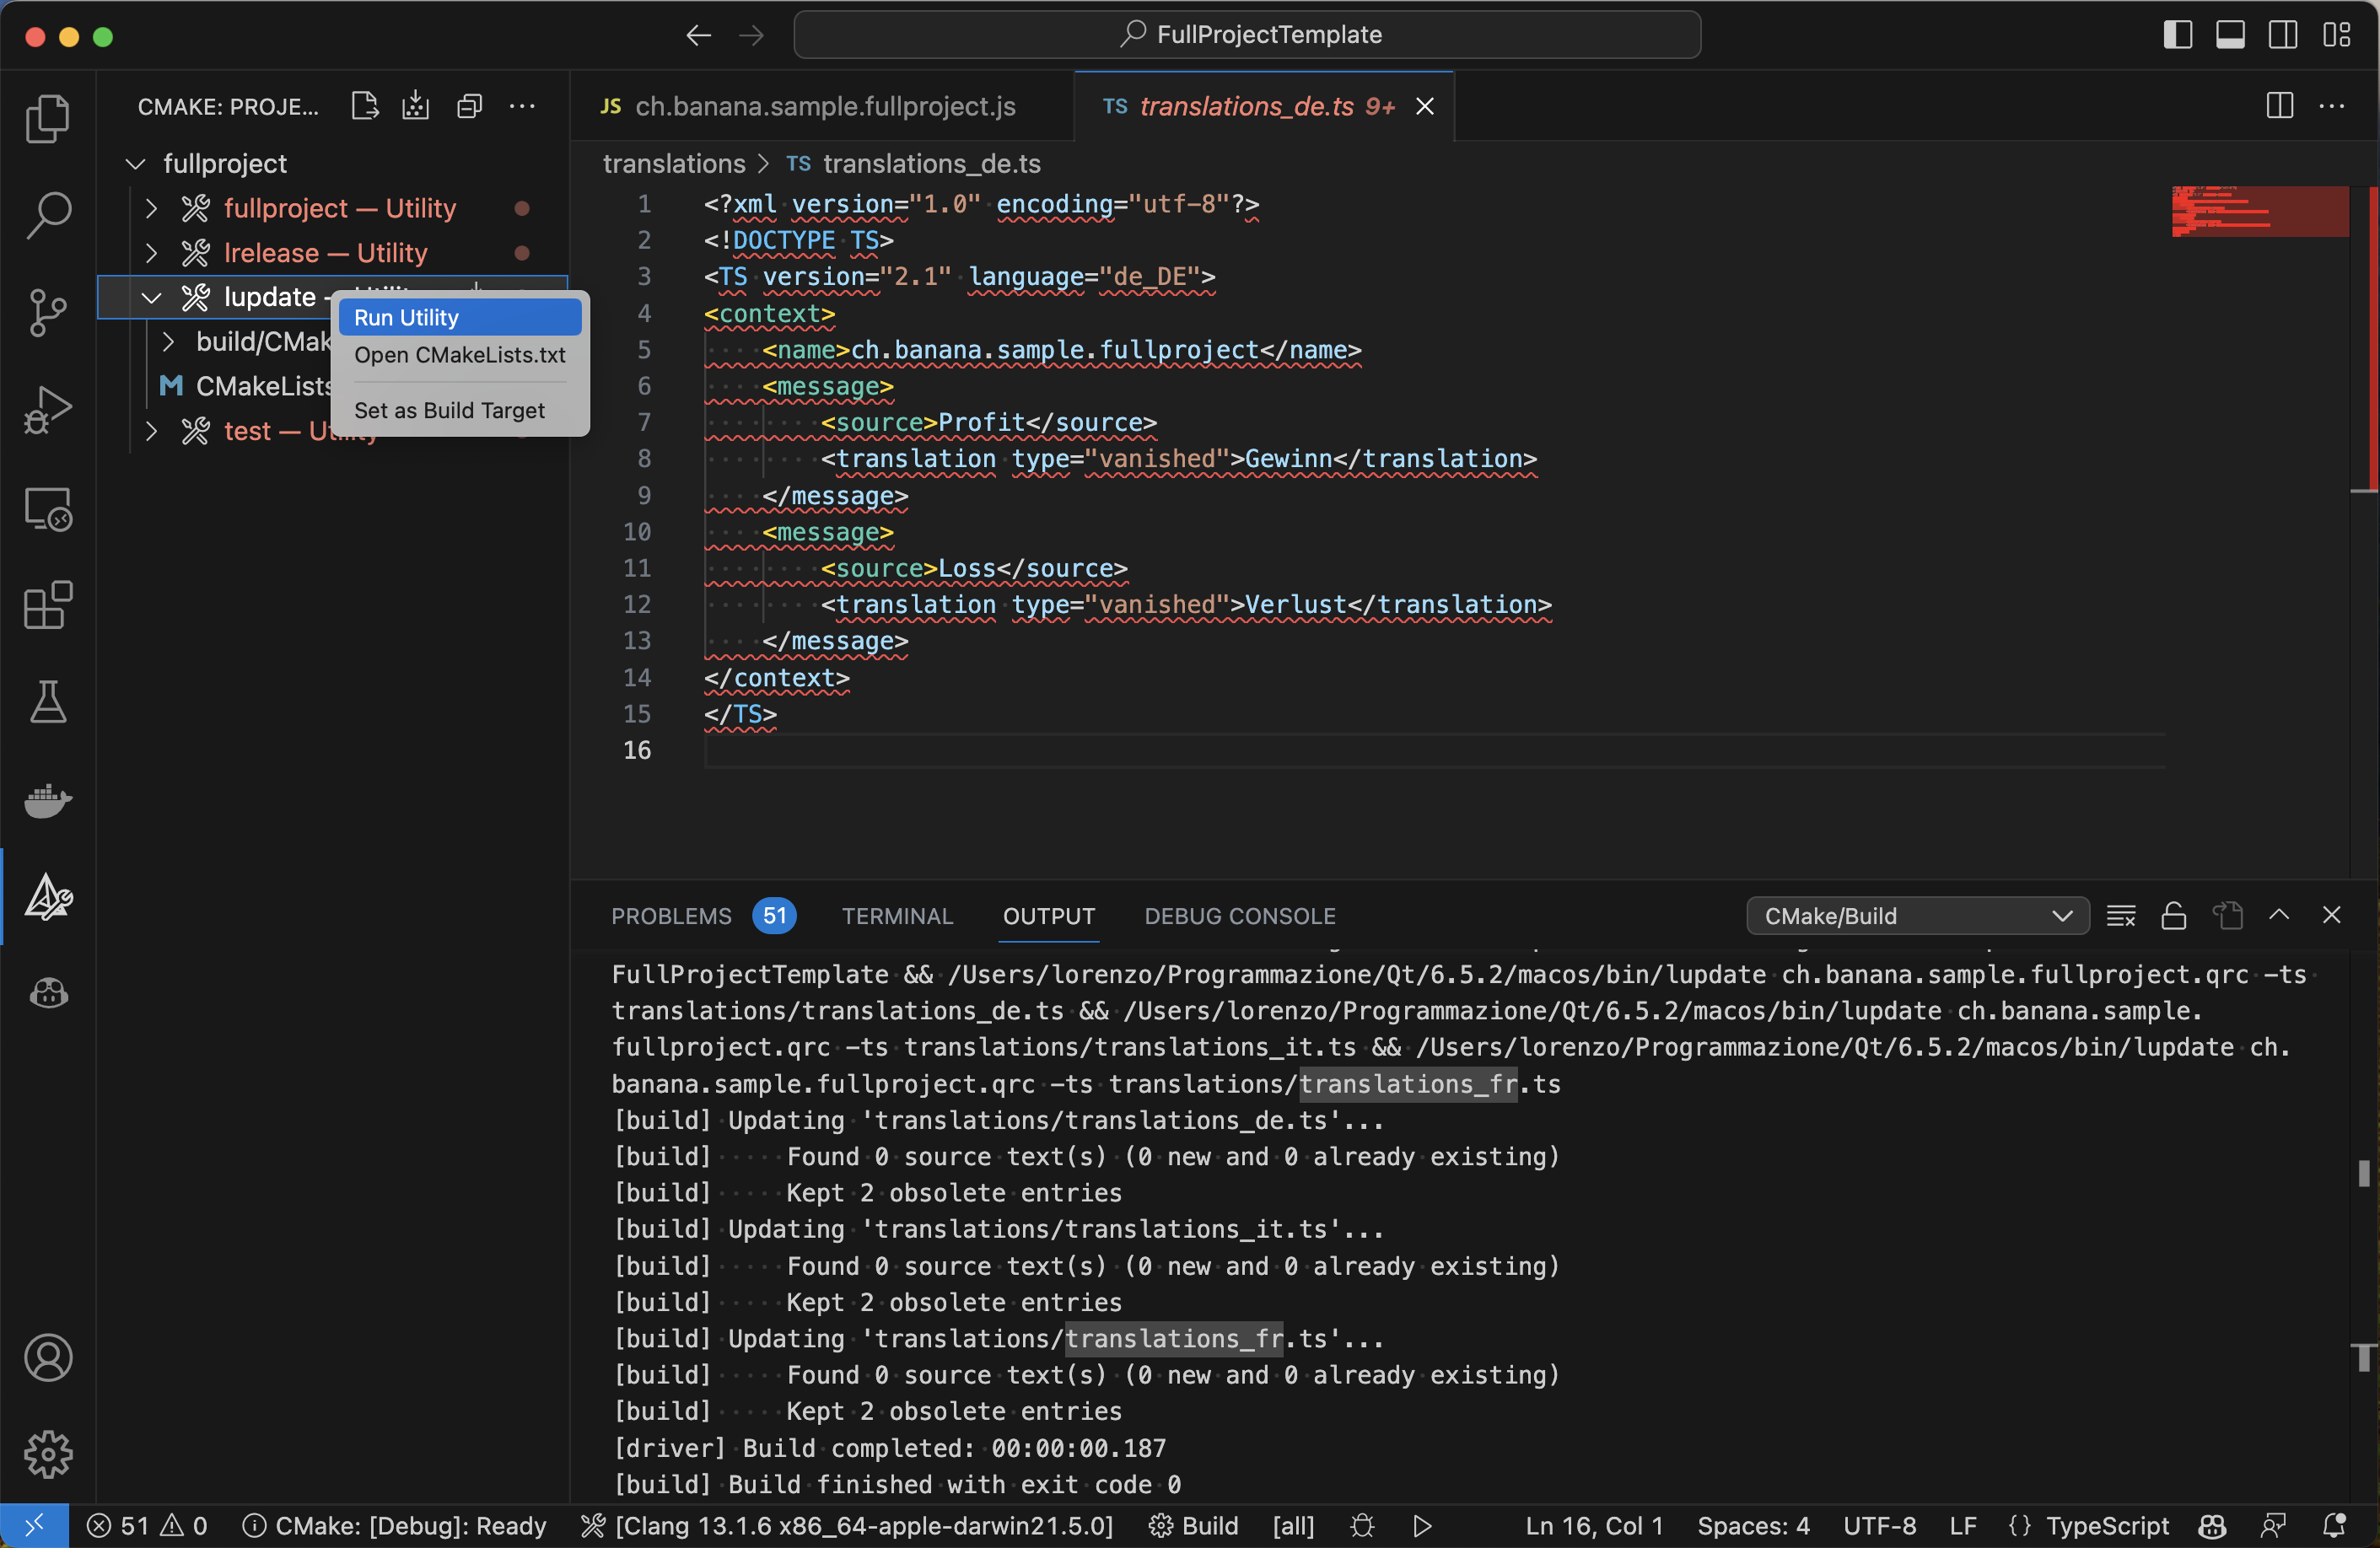 FullProjectTemplate
CMAKE: PROJE...
JS ch.banana.sample.fullproject.js
TS translations_de.ts 9+
fullproject
fullproject — Utility
lrelease — Utility
lupdate
build/CMak
CMakeLists
test —
Run Utility
Open CMakeLists.txt
Set as Build Target
translations > TS translations_de.ts
1 <?xml version="1.0" encoding="utf-8"?>
2 <!DOCTYPE TS>
3 <TS version="2.1" language="de_DE">
4 <context>
5 <name>ch.banana.sample.fullproject</name>
6 <message>
7 <source>Profit</source>
8 <translation type="vanished">Gewinn</translation>
9 </message>
10 <message>
11 <source>Loss</source>
12 <translation type="vanished">Verlust</translation>
13 </message>
14 </context>
15 </TS>
16
PROBLEMS 51 TERMINAL OUTPUT DEBUG CONSOLE CMake/Build
FullProjectTemplate && /Users/lorenzo/Programmazione/Qt/6.5.2/macos/bin/lupdate ch.banana.sample.fullproject.qrc -ts
translations/translations_de.ts && /Users/lorenzo/Programmazione/Qt/6.5.2/macos/bin/lupdate ch.banana.sample.
fullproject.qrc -ts translations/translations_it.ts && /Users/lorenzo/Programmazione/Qt/6.5.2/macos/bin/lupdate ch.
banana.sample.fullproject.qrc -ts translations/translations_fr.ts
[build] Updating 'translations/translations_de.ts'...
[build] Found 0 source text(s) (0 new and 0 already existing)
[build] Kept 2 obsolete entries
[build] Updating 'translations/translations_it.ts'...
[build] Found 0 source text(s) (0 new and 0 already existing)
[build] Kept 2 obsolete entries
[build] Updating 'translations/translations_fr.ts'...
[build] Found 0 source text(s) (0 new and 0 already existing)
[build] Kept 2 obsolete entries
[driver] Build completed: 00:00:00.187
[build] Build finished with exit code 0
51 0 CMake: [Debug]: Ready [Clang 13.1.6 x86_64-apple-darwin21.5.0] Build [all] Ln 16, Col 1 Spaces: 4 UTF-8 LF {} TypeScript